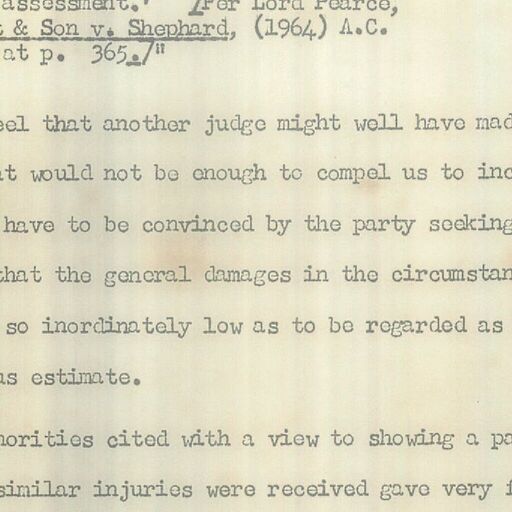 assessment.' [Per Lord Pearce,
& Son v. Shephard, (1964) A.C.
at p. 365.]"
eel that another judge might well have mad
at would not be enough to compel us to inc
have to be convinced by the party seeking
that the general damages in the circumstan
so inordinately low as to be regarded as
us estimate.
horities cited with a view to showing a pa
similar injuries were received gave very f